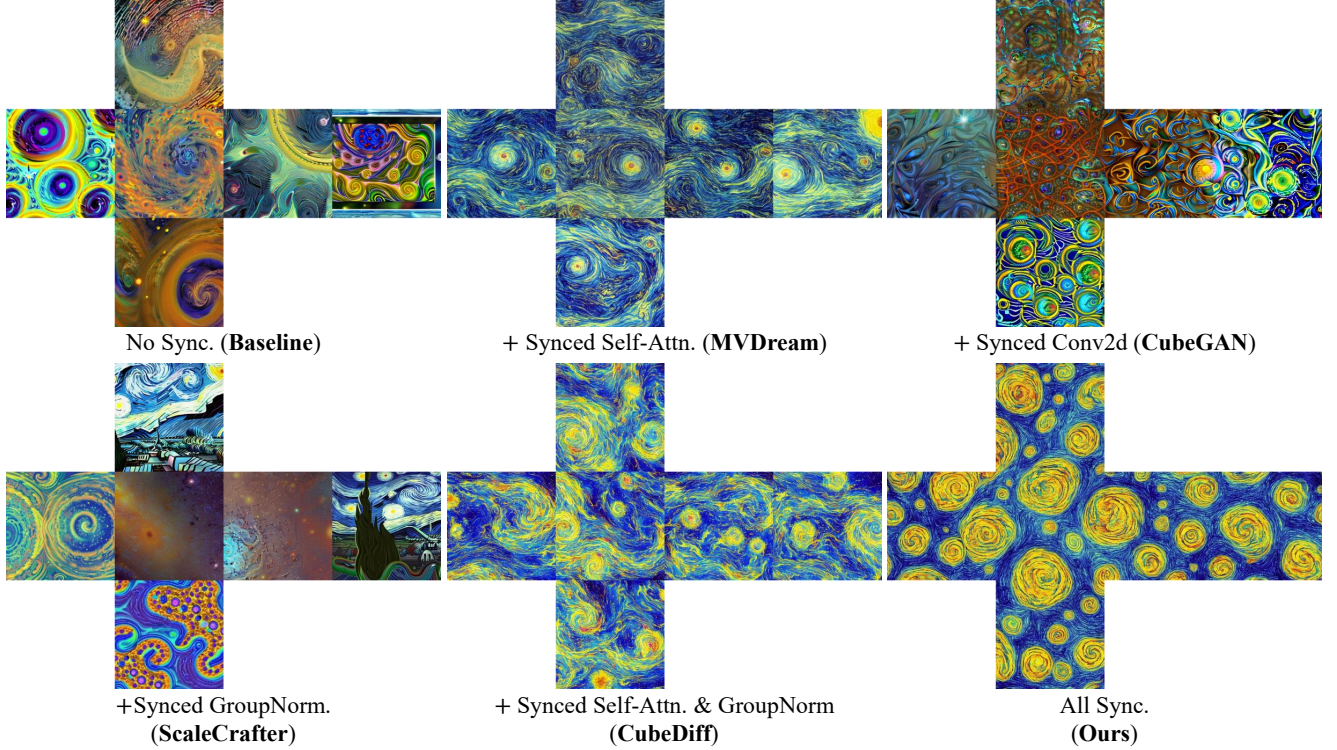 No Sync. (Baseline)
+ Synced Self-Attn. (MVDream)
+ Synced Conv2d (CubeGAN)
+Synced GroupNorm.
(ScaleCrafter)
+ Synced Self-Attn. & GroupNorm
(CubeDiff)
All Sync.
(Ours)